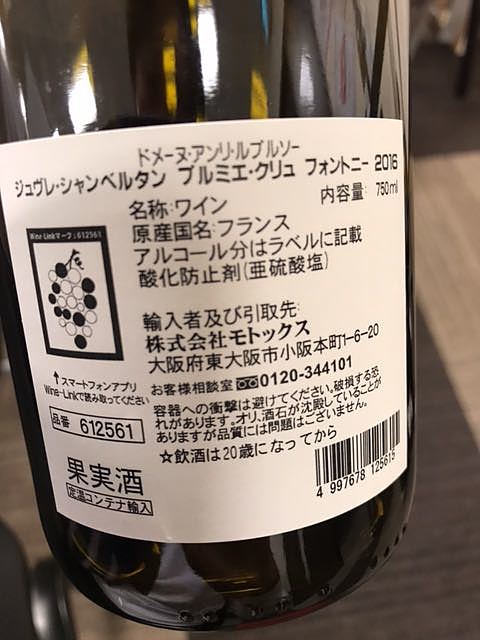 ドメーヌ・アンリ・ルブルソー
ジュヴレ・シャンベルタン プルミエ・クリュ フォントニー 2016
名称:ワイン 内容量: 750ml
原産国名:フランス
アルコール分はラベルに記載
酸化防止剤(亜硫酸塩)
Wine-Linkマーク:612561
輸入者及び引取先:
株式会社モトックス
大阪府東大阪市小阪本町1-6-20
お客様相談室 0120-344101
↑スマートフォンアプリ
Wine-Linkで読み取ってください
容器への衝撃は避けてください。破損する恐
れがあります。オリ、酒石が沈殿していることが
ありますが品質には問題はございません。
品番 612561
☆飲酒は20歳になってから
果実酒
定温コンテナ輸入
4 997678 125615